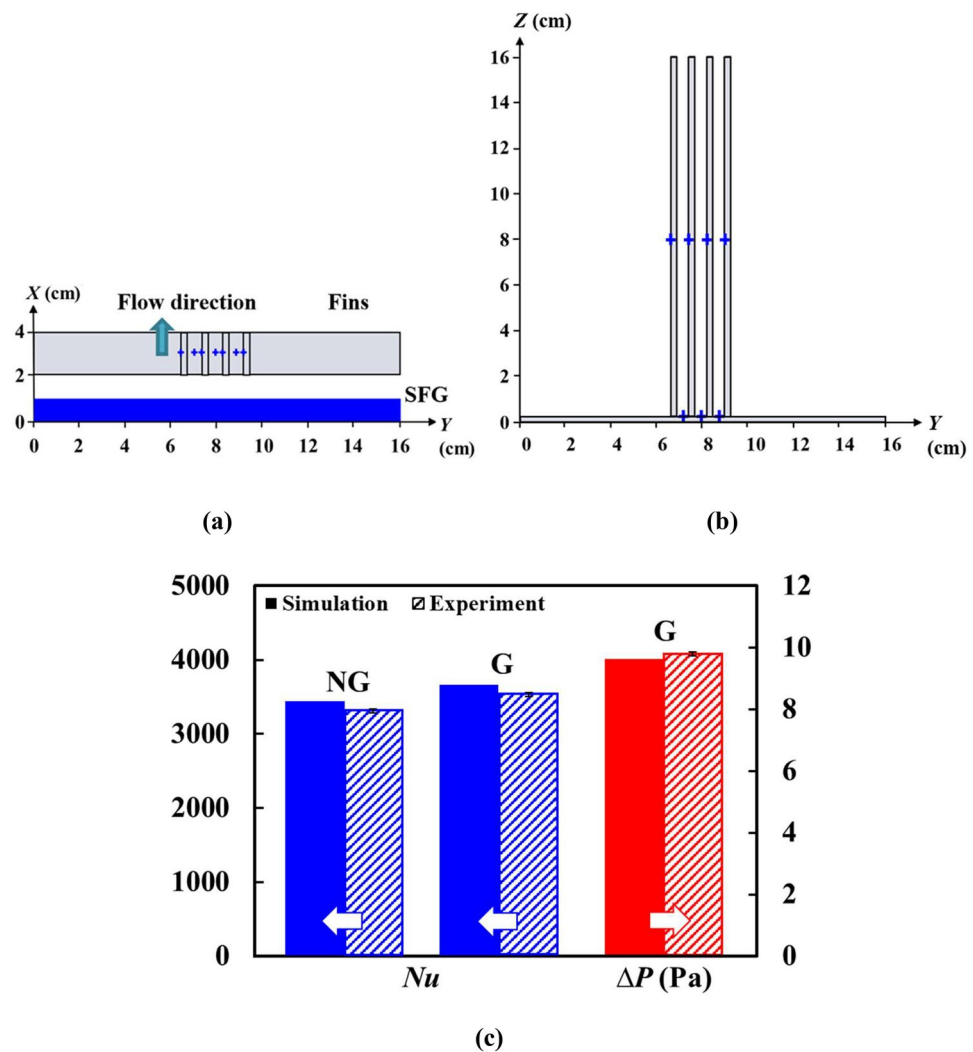 X (cm)
Flow direction
Fins
4
2
0
SFG
Y
0 2 4 6 8 10 12 14 16
(cm)
(a)
Z (cm)
16
14
12
10
8
6
4
2
0
Y
0 2 4 6 8 10 12 14 16
(cm)
(b)
5000
4000
3000
2000
1000
0
Simulation Experiment
NG
G
G
12
10
8
6
4
2
0
Nu
ΔP (Pa)
(c)